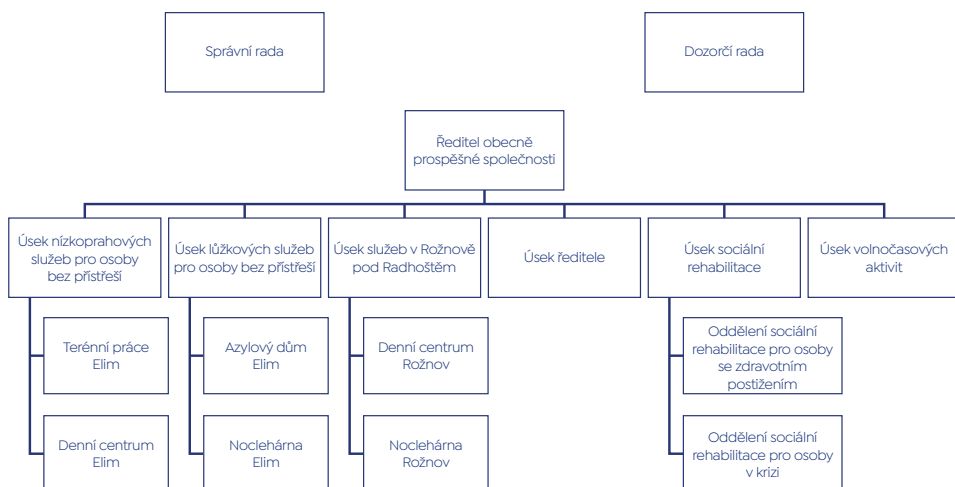 Správní rada
Dozorčí rada
Ředitel obecně
prospěšné společnosti
Úsek nízkoprahových
služeb pro osoby
bez přístřeší
Úsek lůžkových služeb
pro osoby bez přístřeší
Úsek služeb v Rožnově
pod Radhoštěm
Úsek ředitele
Úsek sociální
rehabilitace
Úsek volnočasových
aktivit
Terénní práce
Elim
Azylový dům
Elim
Denní centrum
Rožnov
Oddělení sociální
rehabilitace pro osoby
se zdravotním
postižením
Denní centrum
Elim
Noclehárna
Elim
Noclehárna
Rožnov
Oddělení sociální
rehabilitace pro osoby
v krizi